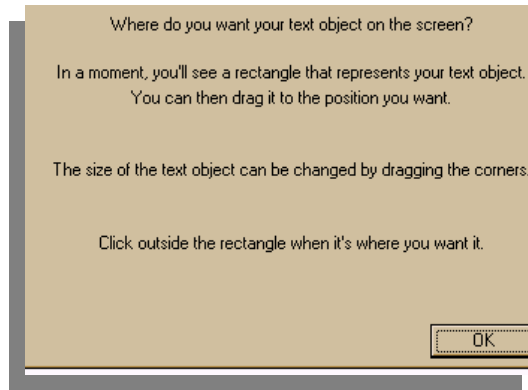 Where do you want your text object on the screen?
In a moment, you'll see a rectangle that represents your text object.
You can then drag it to the position you want.
The size of the text object can be changed by dragging the corners.
Click outside the rectangle when it's where you want it.
OK